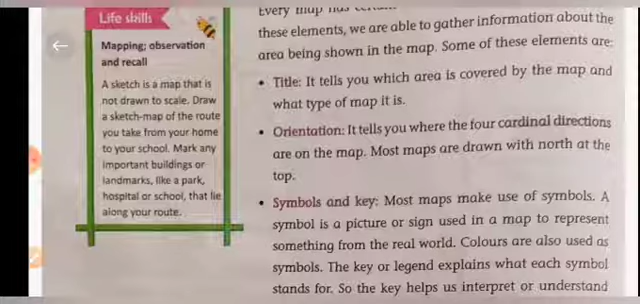 Life skills
Mapping; observation
and recall
A sketch is a map that is
not drawn to scale. Draw
a sketch-map of the route
you take from your home
to your school. Mark any
important buildings or
landmarks, like a park,
hospital or school, that lie
along your route.
Every map has
these elements, we are able to gather information about the
area being shown in the map. Some of these elements are:
• Title: It tells you which area is covered by the map and
what type of map it is.
• Orientation: It tells you where the four cardinal directions
are on the map. Most maps are drawn with north at the
top.
• Symbols and key: Most maps make use of symbols. A
symbol is a picture or sign used in a map to represent
something from the real world. Colours are also used as
symbols. The key or legend explains what each symbol
stands for. So the key helps us interpret or understand